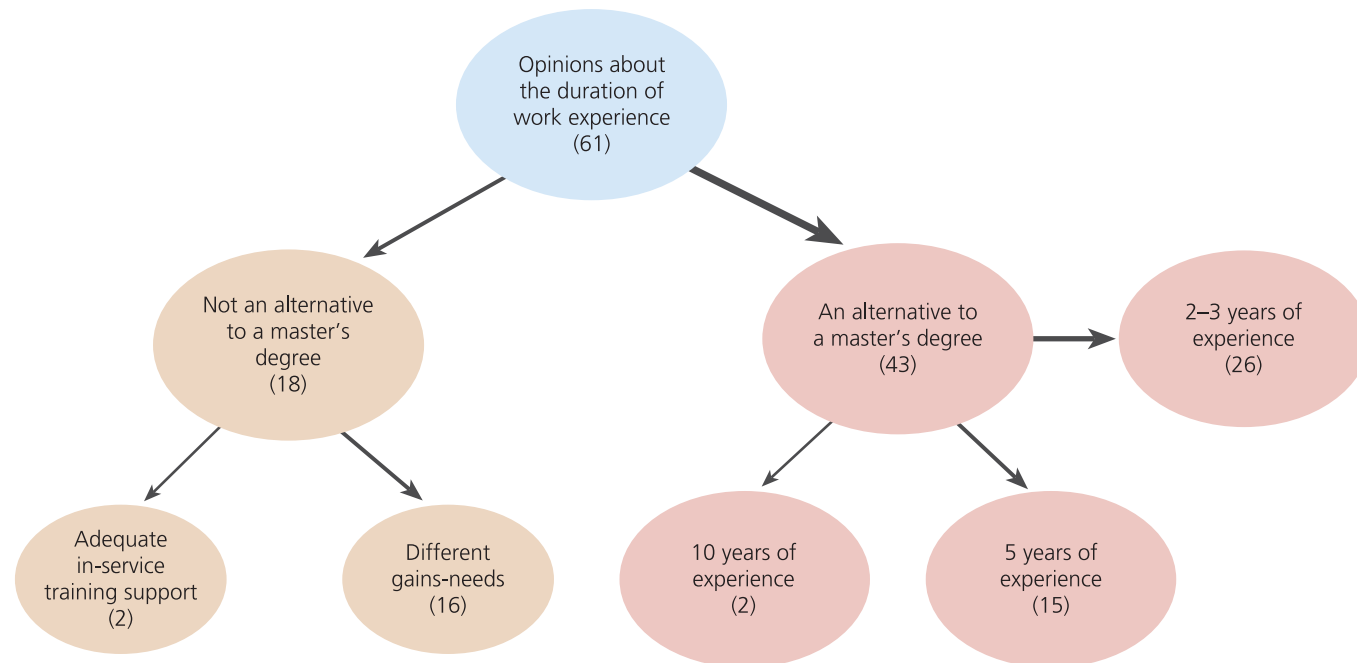 Opinions about
the duration of
work experience
(61)
Not an alternative
to a master’s
degree
(18)
An alternative to
a master’s degree
(43)
2–3 years of
experience
(26)
Adequate
in-service
training support
(2)
Different
gains-needs
(16)
10 years of
experience
(2)
5 years of
experience
(15)